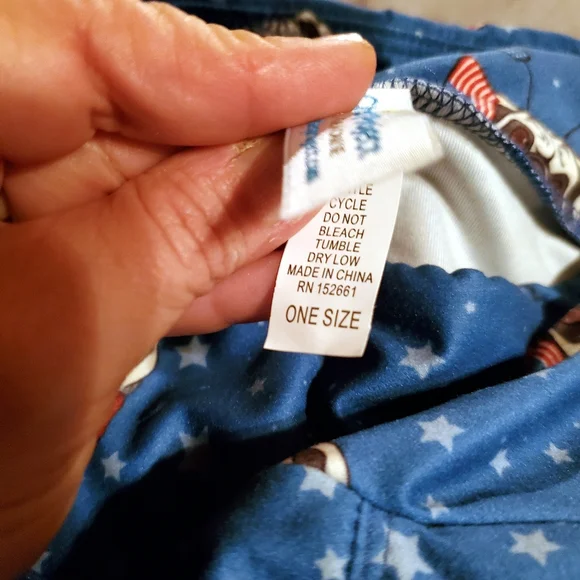 CYCLE
DO NOT
BLEACH
TUMBLE
DRY LOW
MADE IN CHINA
RN 152661
ONE SIZE